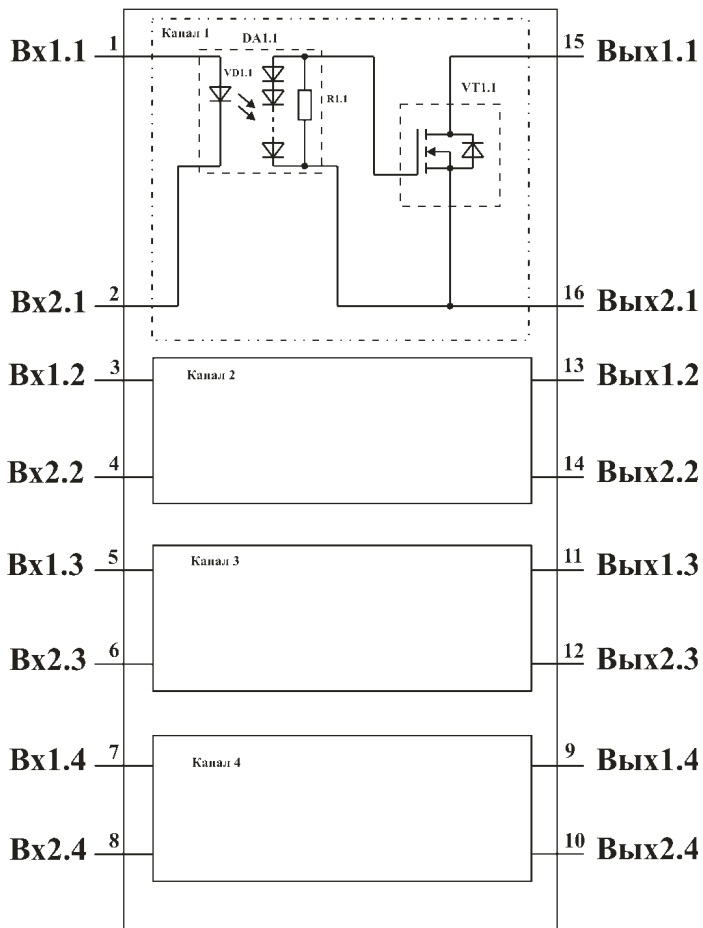 Канал 1
DA1.1
Вх1.1 1
15 Вых1.1
VD1.1
R1.1
VT1.1
Вх2.1 2
16 Вых2.1
Вх1.2 3
Канал 2
13 Вых1.2
Вх2.2 4
14 Вых2.2
Вх1.3 5
Канал 3
11 Вых1.3
Вх2.3 6
12 Вых2.3
Вх1.4 7
Канал 4
9 Вых1.4
Вх2.4 8
10 Вых2.4